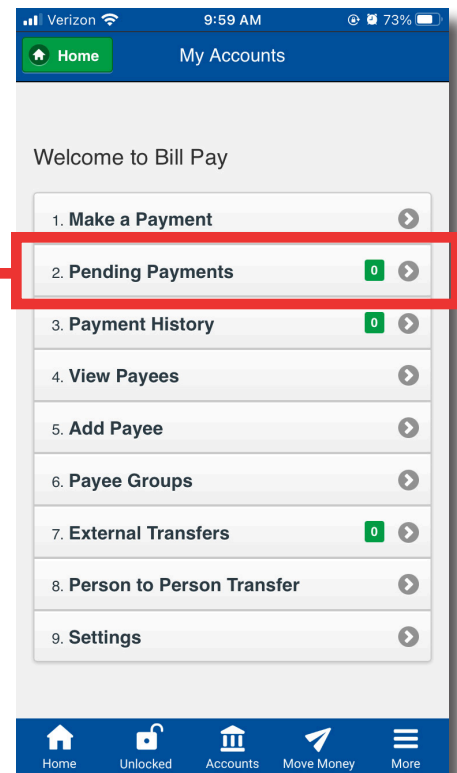 Verizon 9:59 AM 73%
Home My Accounts
Welcome to Bill Pay
1. Make a Payment
2. Pending Payments 0
3. Payment History 0
4. View Payees
5. Add Payee
6. Payee Groups
7. External Transfers 0
8. Person to Person Transfer
9. Settings
Home Unlocked Accounts Move Money More